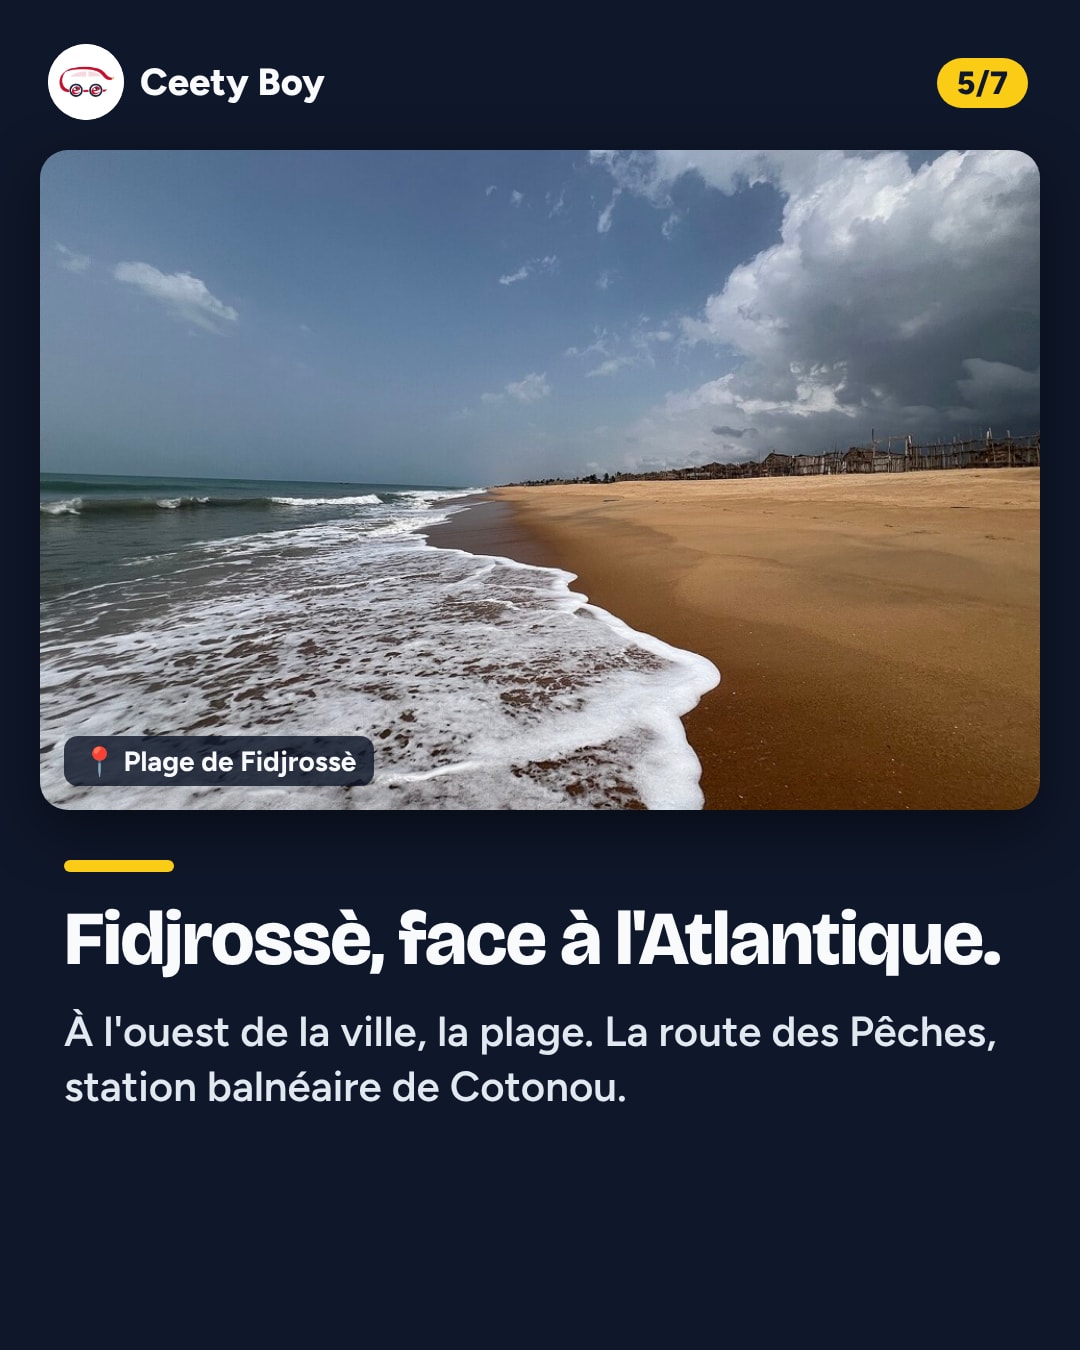 Ceety Boy
5/7
📍 Plage de Fidjrossè
Fidjrossè, face à l'Atlantique.
À l'ouest de la ville, la plage. La route des Pêches,
station balnéaire de Cotonou.